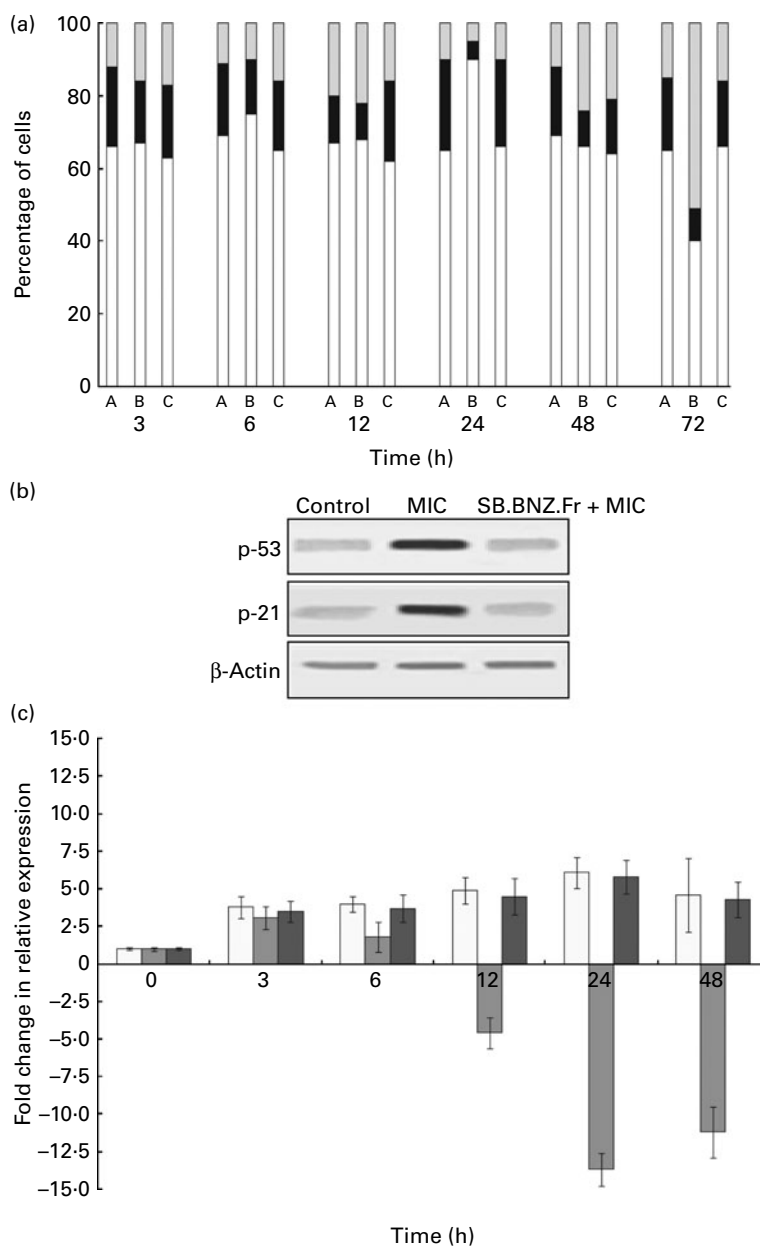 (a)
Percentage of cells
100
80
60
40
20
0
A B C A B C A B C A B C A B C A B C
3 6 12 24 48 72
Time (h)
(b)
Control MIC SB.BNZ.Fr + MIC
p-53
p-21
β-Actin
(c)
Fold change in relative expression
15·0
12·5
10·0
7·5
5·0
2·5
0
−2·5
−5·0
−7·5
−10·0
−12·5
−15·0
0 3 6 12 24 48
Time (h)